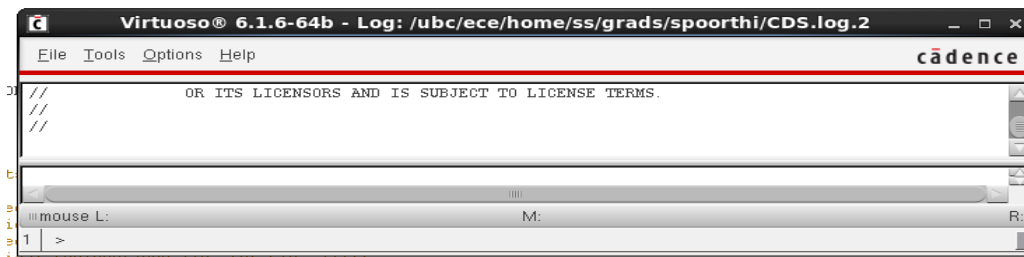 Virtuoso® 6.1.6-64b - Log: /ubc/ece/home/ss/grads/spoorthi/CDS.log.2
File Tools Options Help cādence
// OR ITS LICENSORS AND IS SUBJECT TO LICENSE TERMS.
//
//
mouse L: M: R:
1 >